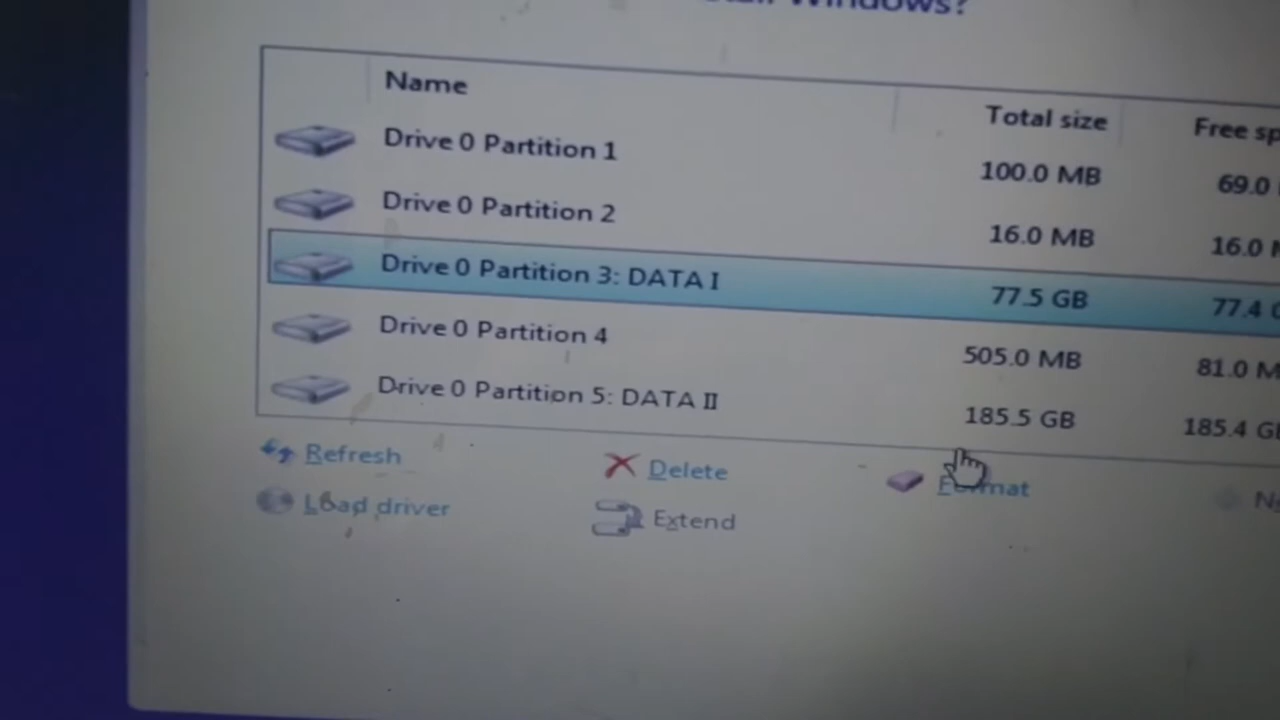 Windows?
Name Total size Free
Drive 0 Partition 1 100.0 MB 69.0
Drive 0 Partition 2 16.0 MB 16.0
Drive 0 Partition 3: DATA I 77.5 GB 77.4
Drive 0 Partition 4 505.0 MB 81.0
Drive 0 Partition 5: DATA II 185.5 GB 185.4
Refresh Delete Format
Load driver Extend